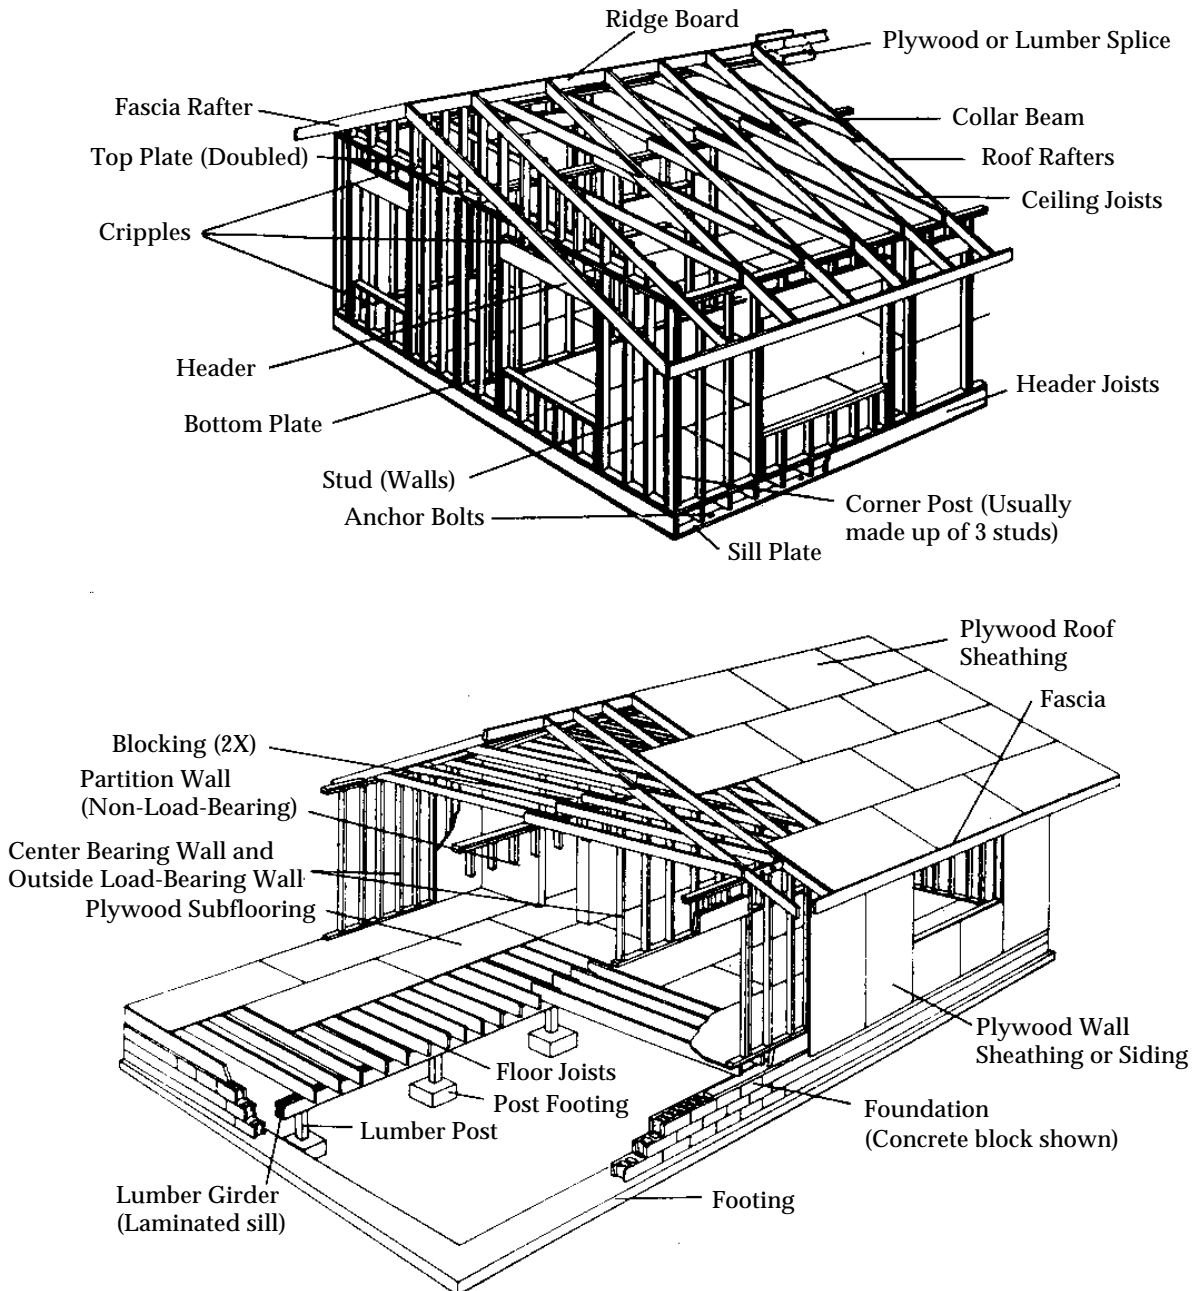 Ridge Board
Plywood or Lumber Splice
Fascia Rafter
Collar Beam
Top Plate (Doubled)
Roof Rafters
Ceiling Joists
Cripples
Header
Header Joists
Bottom Plate
Stud (Walls)
Anchor Bolts
Corner Post (Usually
made up of 3 studs)
Sill Plate
Plywood Roof
Sheathing
Fascia
Blocking (2X)
Partition Wall
(Non-Load-Bearing)
Center Bearing Wall and
Outside Load-Bearing Wall
Plywood Subflooring
Plywood Wall
Sheathing or Siding
Floor Joists
Post Footing
Foundation
(Concrete block shown)
Lumber Post
Lumber Girder
(Laminated sill)
Footing